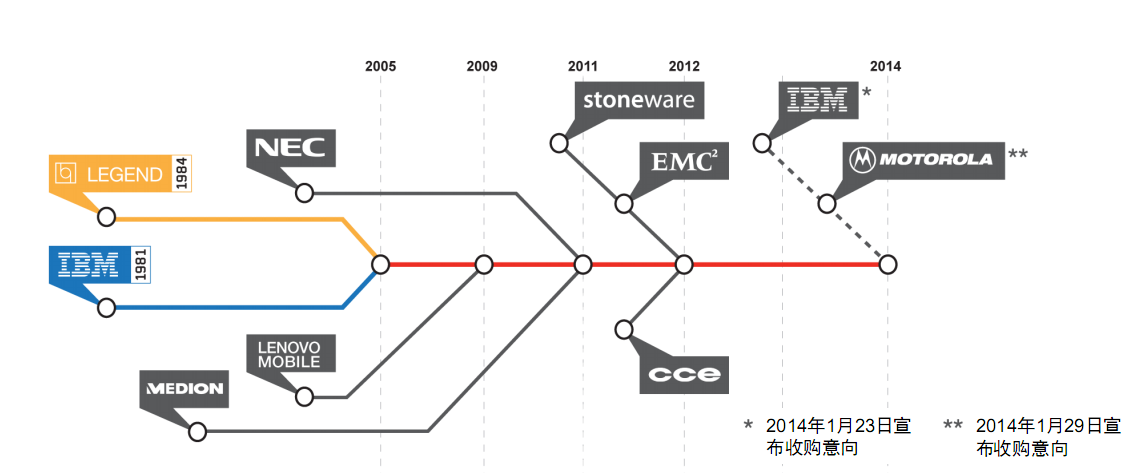 2005
2009
2011
2012
2014
stoneware
IBM *
NEC
EMC²
MOTOROLA **
LEGEND 1984
IBM 1981
LENOVO
MOBILE
MEDION
cce
* 2014年1月23日宣
布收购意向
** 2014年1月29日宣
布收购意向